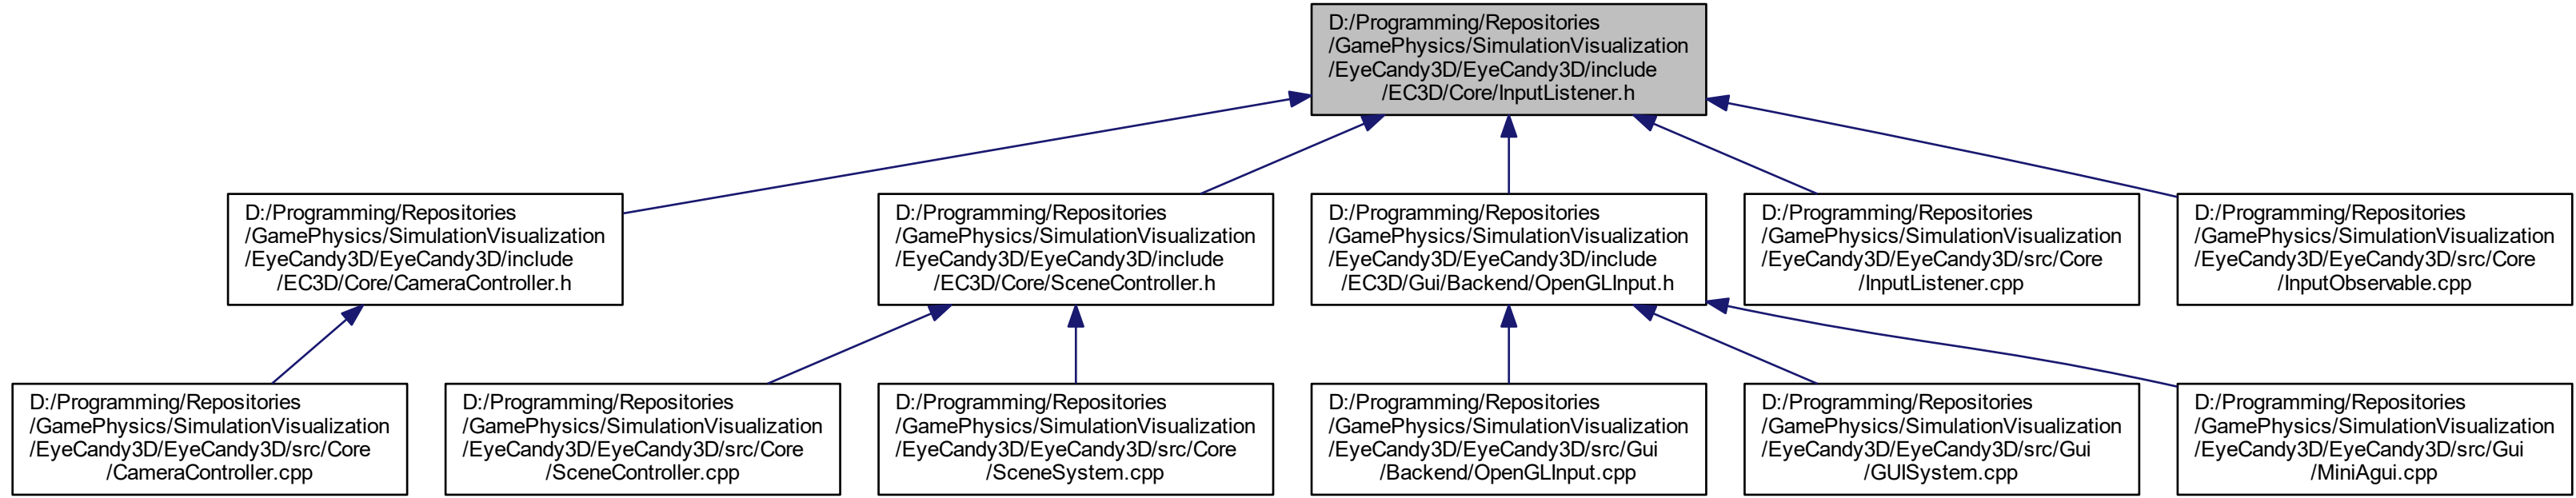 D:/Programming/Repositories
/GamePhysics/SimulationVisualization
/EyeCandy3D/EyeCandy3D/include
/EC3D/Core/InputListener.h
D:/Programming/Repositories
/GamePhysics/SimulationVisualization
/EyeCandy3D/EyeCandy3D/include
/EC3D/Core/CameraController.h
D:/Programming/Repositories
/GamePhysics/SimulationVisualization
/EyeCandy3D/EyeCandy3D/include
/EC3D/Core/SceneController.h
D:/Programming/Repositories
/GamePhysics/SimulationVisualization
/EyeCandy3D/EyeCandy3D/include
/EC3D/Gui/Backend/OpenGLInput.h
D:/Programming/Repositories
/GamePhysics/SimulationVisualization
/EyeCandy3D/EyeCandy3D/src/Core
/InputListener.cpp
D:/Programming/Repositories
/GamePhysics/SimulationVisualization
/EyeCandy3D/EyeCandy3D/src/Core
/InputObservable.cpp
D:/Programming/Repositories
/GamePhysics/SimulationVisualization
/EyeCandy3D/EyeCandy3D/src/Core
/CameraController.cpp
D:/Programming/Repositories
/GamePhysics/SimulationVisualization
/EyeCandy3D/EyeCandy3D/src/Core
/SceneController.cpp
D:/Programming/Repositories
/GamePhysics/SimulationVisualization
/EyeCandy3D/EyeCandy3D/src/Core
/SceneSystem.cpp
D:/Programming/Repositories
/GamePhysics/SimulationVisualization
/EyeCandy3D/EyeCandy3D/src/Gui
/Backend/OpenGLInput.cpp
D:/Programming/Repositories
/GamePhysics/SimulationVisualization
/EyeCandy3D/EyeCandy3D/src/Gui
/GUISystem.cpp
D:/Programming/Repositories
/GamePhysics/SimulationVisualization
/EyeCandy3D/EyeCandy3D/src/Gui
/MiniAgui.cpp